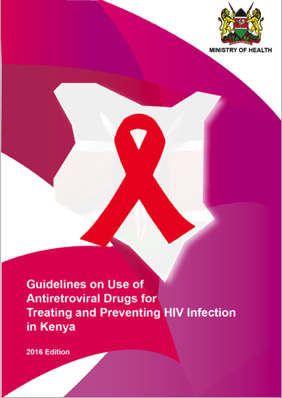 MINISTRY OF HEALTH
Guidelines on Use of
Antiretroviral Drugs for
Treating and Preventing HIV Infection
in Kenya
2016 Edition